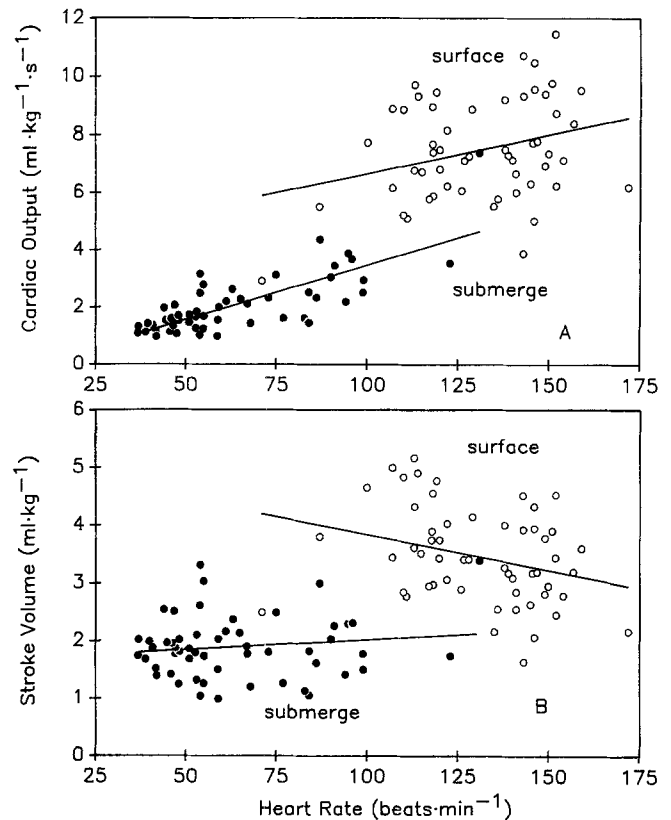 12
10
8
6
4
2
0
Cardiac Output (ml·kg⁻¹·s⁻¹)
surface
submerge
A
25 50 75 100 125 150 175
6
5
4
3
2
1
0
Stroke Volume (ml·kg⁻¹)
surface
submerge
B
25 50 75 100 125 150 175
Heart Rate (beats·min⁻¹)